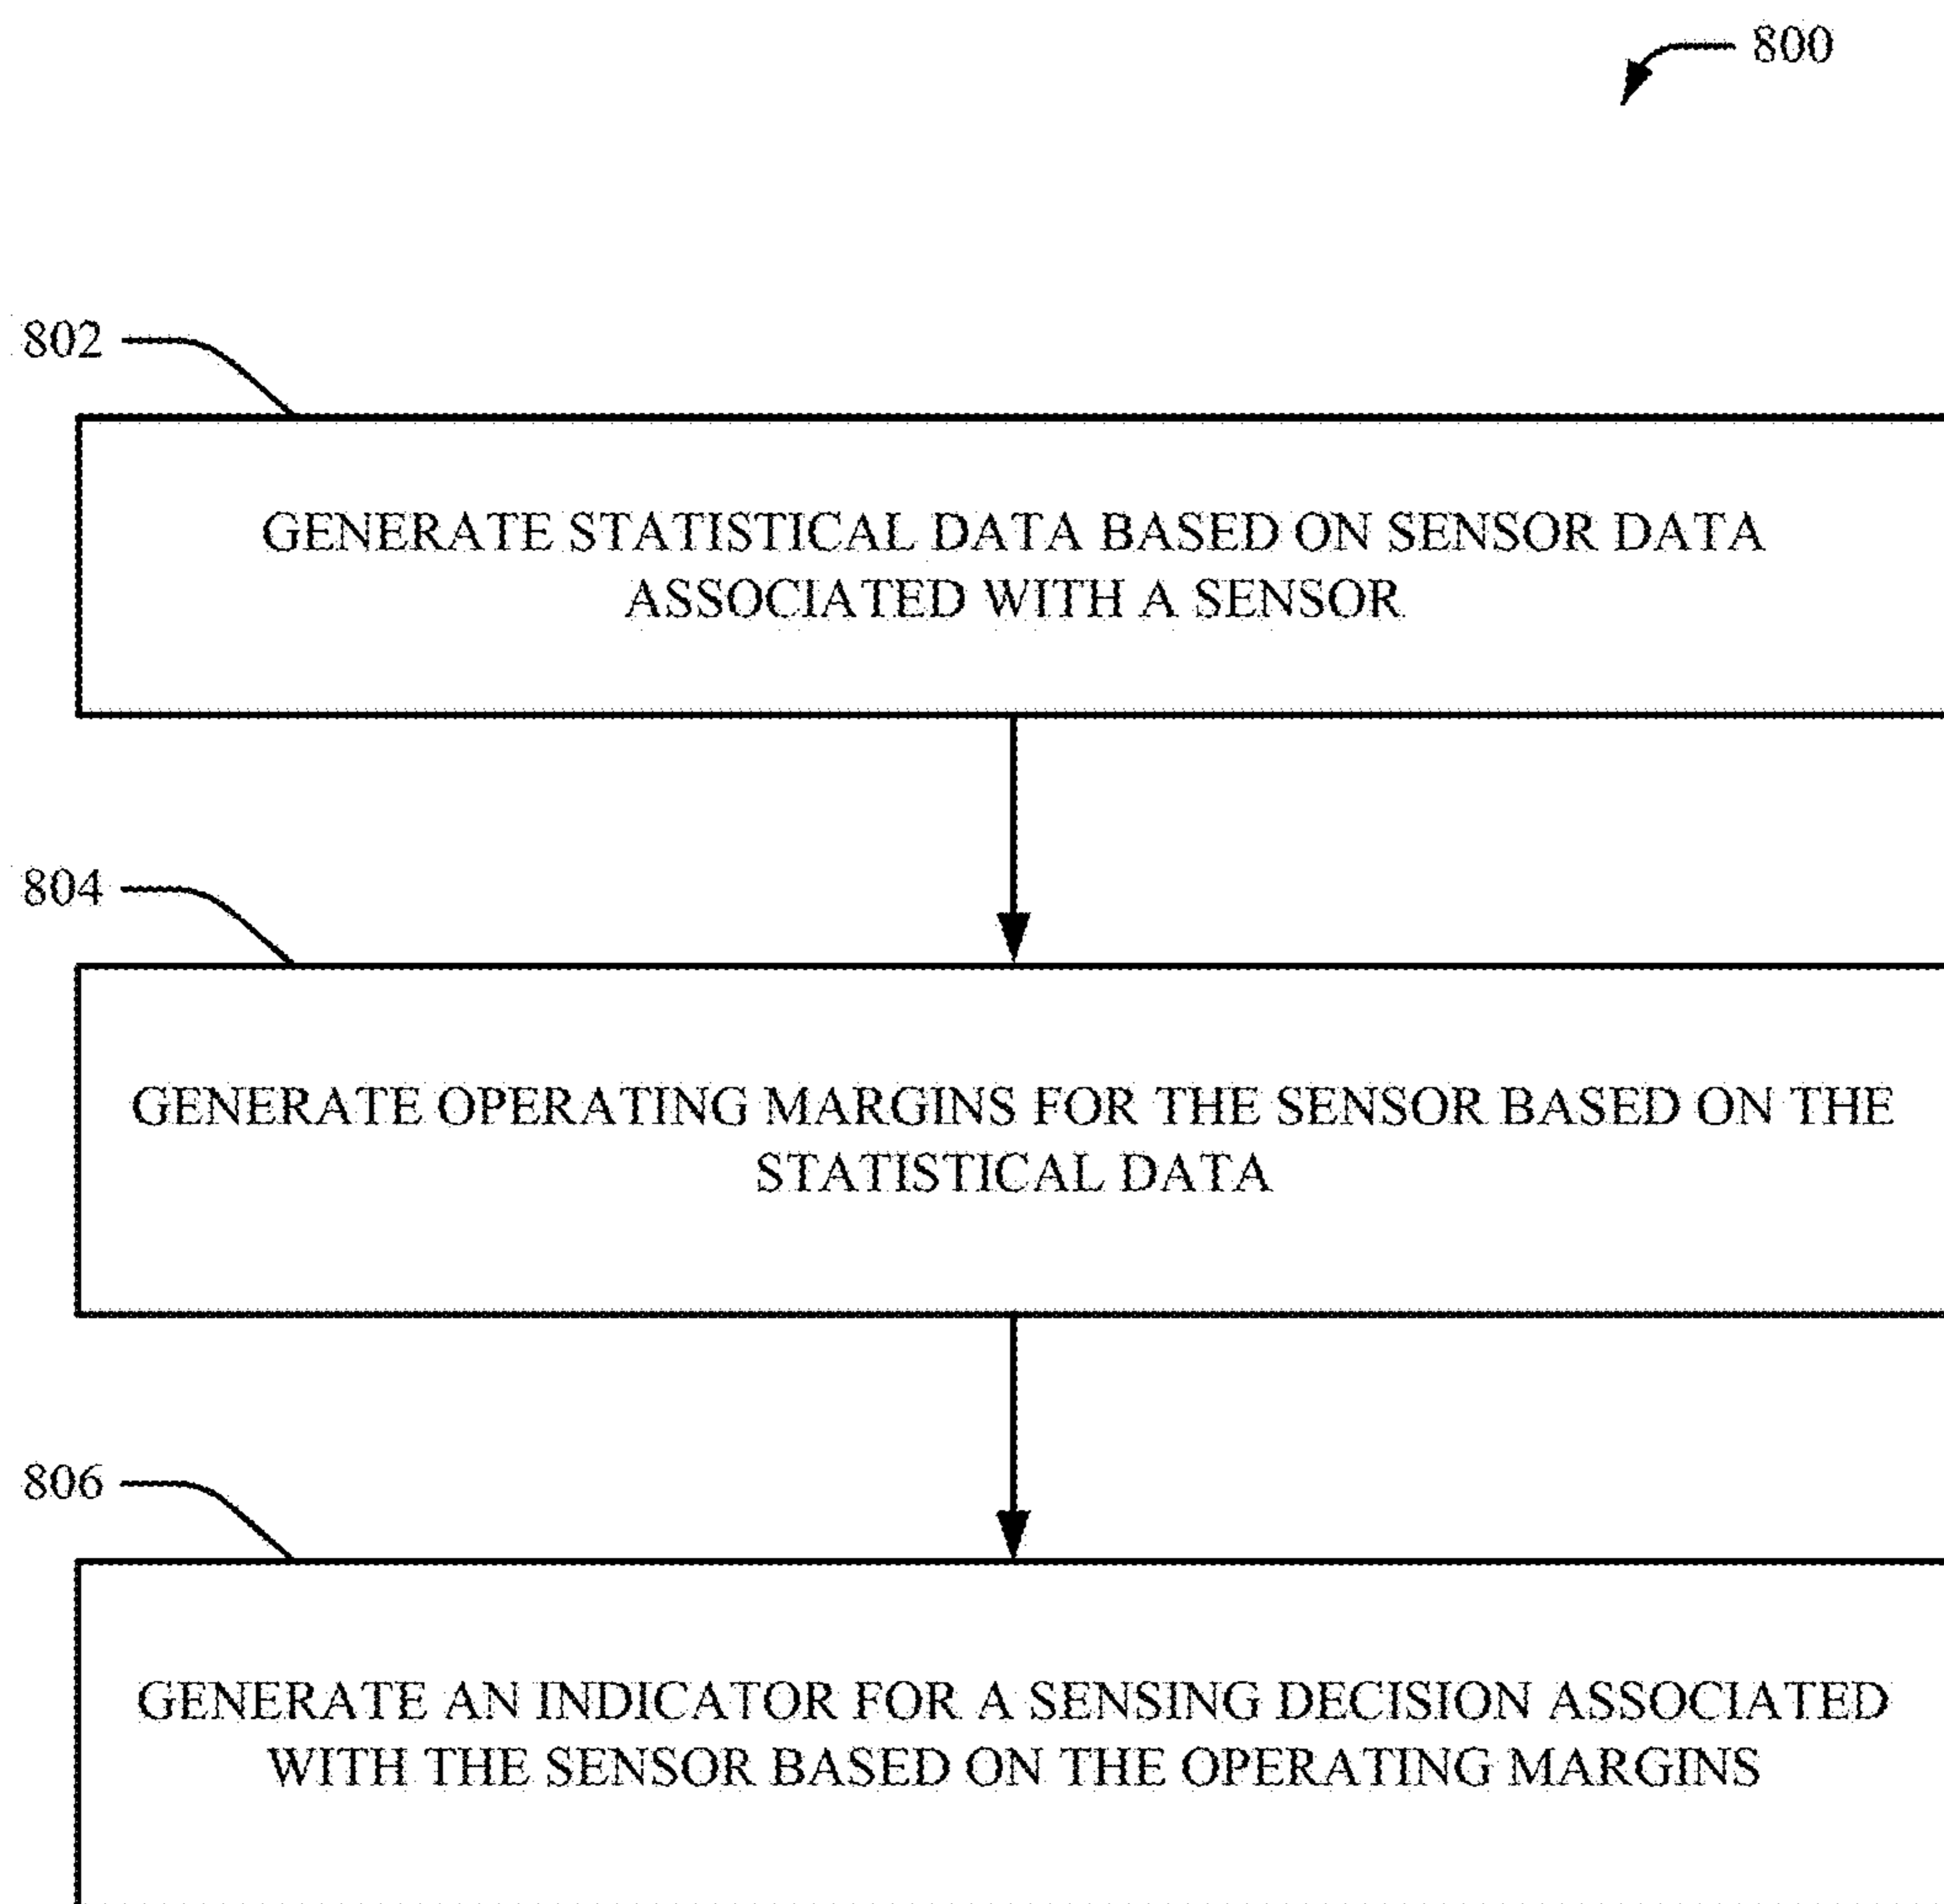 800
802
GENERATE STATISTICAL DATA BASED ON SENSOR DATA
ASSOCIATED WITH A SENSOR
804
GENERATE OPERATING MARGINS FOR THE SENSOR BASED ON THE
STATISTICAL DATA
806
GENERATE AN INDICATOR FOR A SENSING DECISION ASSOCIATED
WITH THE SENSOR BASED ON THE OPERATING MARGINS